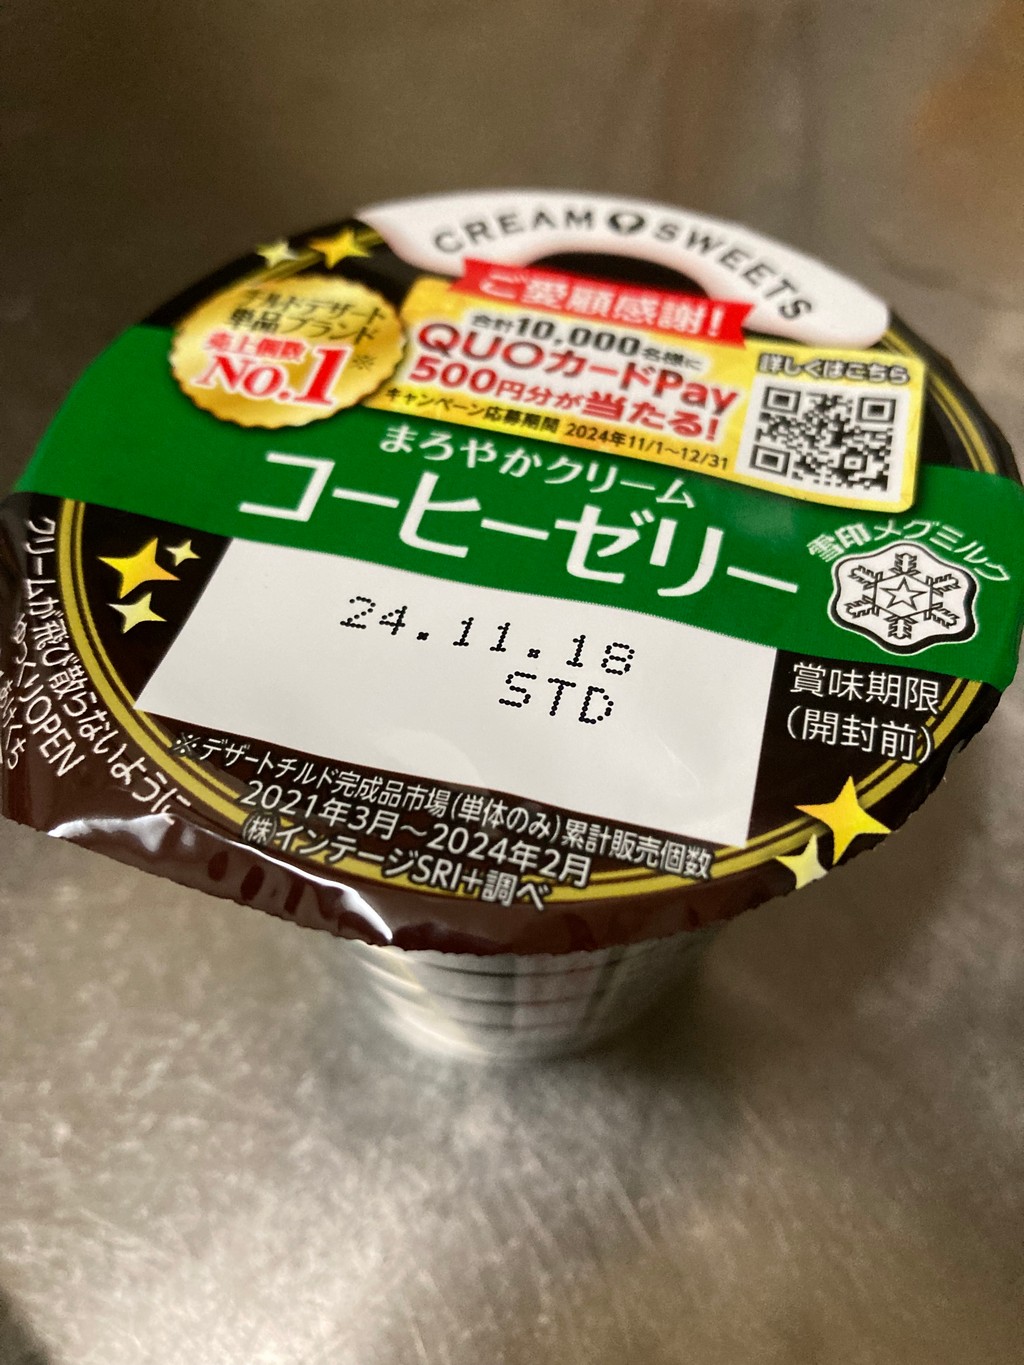 CREAM SWEETS
ご愛顧感謝!
チルドデザート
単品ブランド
売上個数
No.1※
合計10,000名様に
QUOカードPay
500円分が当たる!
キャンペーン応募期間 2024年11/1~12/31
詳しくはこちら
まろやかクリーム
コーヒーゼリー
雪印メグミルク
24.11.18
STD
賞味期限
(開封前)
※デザートチルド完成品市場(単体のみ)累計販売個数
2021年3月~2024年2月
(株)インテージSRI+調べ
クリームが飛び散らないように
ゆっくりOPEN